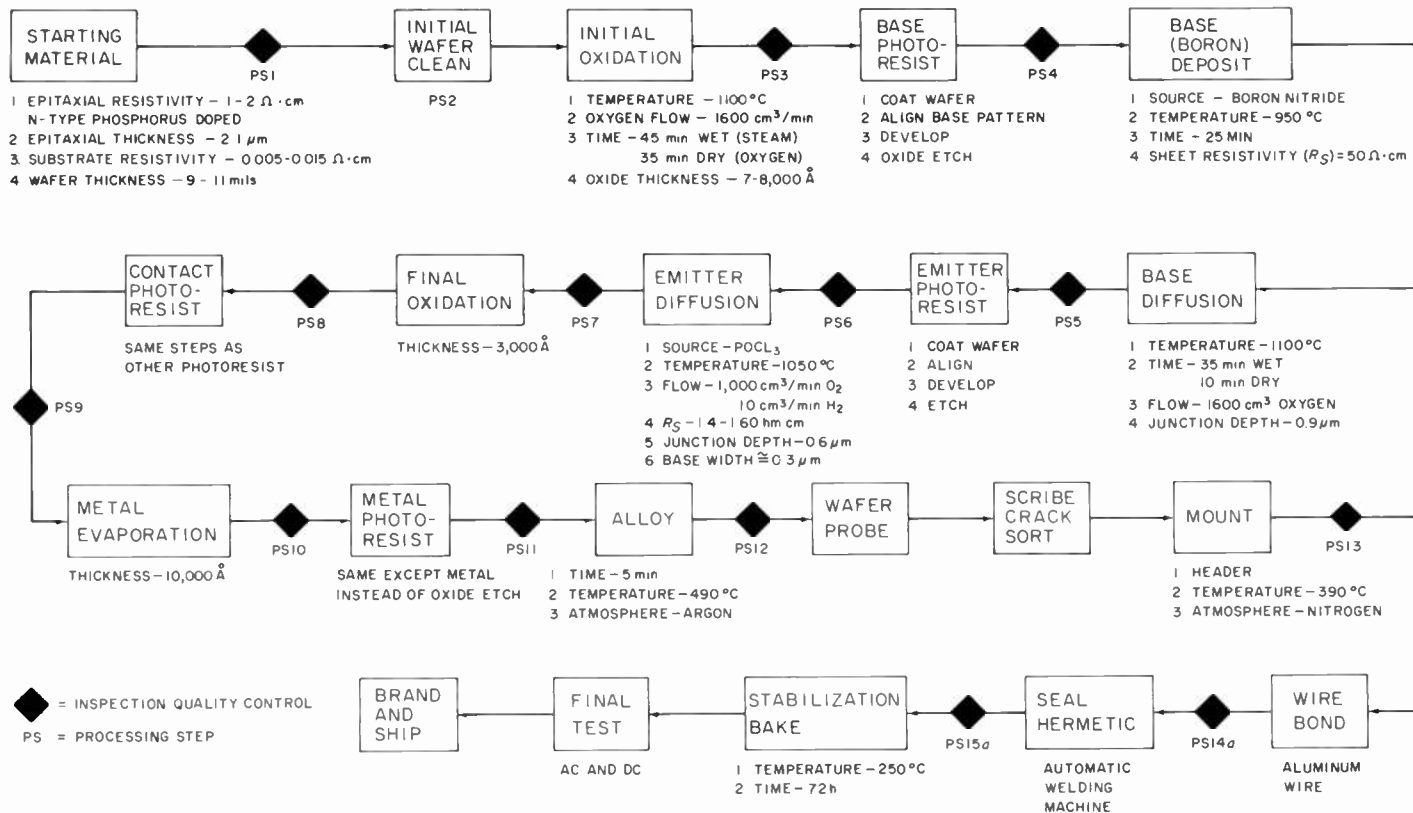 STARTING
MATERIAL
PS1
1 EPITAXIAL RESISTIVITY – 1-2 Ω·cm
N-TYPE PHOSPHORUS DOPED
2 EPITAXIAL THICKNESS – 2.1 μm
3. SUBSTRATE RESISTIVITY – 0.005-0.015 Ω·cm
4 WAFER THICKNESS – 9 - 11 mils
INITIAL
WAFER
CLEAN
PS2
INITIAL
OXIDATION
PS3
1 TEMPERATURE – 1100°C
2 OXYGEN FLOW – 1600 cm³/min
3 TIME – 45 min WET (STEAM)
35 min DRY (OXYGEN)
4 OXIDE THICKNESS – 7-8,000 Å
BASE
PHOTO-
RESIST
PS4
1 COAT WAFER
2 ALIGN BASE PATTERN
3 DEVELOP
4 OXIDE ETCH
BASE
(BORON)
DEPOSIT
1 SOURCE – BORON NITRIDE
2 TEMPERATURE – 950 °C
3 TIME – 25 MIN
4 SHEET RESISTIVITY (RS) = 50 Ω·cm
BASE
DIFFUSION
1 TEMPERATURE – 1100°C
2 TIME – 35 min WET
10 min DRY
3 FLOW – 1600 cm³ OXYGEN
4 JUNCTION DEPTH – 0.9 μm
PS5
EMITTER
PHOTO-
RESIST
1 COAT WAFER
2 ALIGN
3 DEVELOP
4 ETCH
PS6
EMITTER
DIFFUSION
1 SOURCE – POCL₃
2 TEMPERATURE – 1050 °C
3 FLOW – 1,000 cm³/min O₂
10 cm³/min H₂
4 RS – 1 4 – 1 60 hm cm
5 JUNCTION DEPTH – 0 6 μm
6 BASE WIDTH ≅ 0 3 μm
PS7
FINAL
OXIDATION
THICKNESS – 3,000 Å
PS8
CONTACT
PHOTO-
RESIST
SAME STEPS AS
OTHER PHOTORESIST
PS9
METAL
EVAPORATION
THICKNESS – 10,000 Å
PS10
METAL
PHOTO-
RESIST
SAME EXCEPT METAL
INSTEAD OF OXIDE ETCH
PS11
ALLOY
1 TIME – 5 min
2 TEMPERATURE – 490 °C
3 ATMOSPHERE – ARGON
PS12
WAFER
PROBE
SCRIBE
CRACK
SORT
MOUNT
1 HEADER
2 TEMPERATURE – 390 °C
3 ATMOSPHERE – NITROGEN
PS13
WIRE
BOND
ALUMINUM
WIRE
PS14a
SEAL
HERMETIC
AUTOMATIC
WELDING
MACHINE
PS15a
STABILIZATION
BAKE
1 TEMPERATURE – 250 °C
2 TIME – 72 h
FINAL
TEST
AC AND DC
BRAND
AND
SHIP
= INSPECTION QUALITY CONTROL
PS = PROCESSING STEP